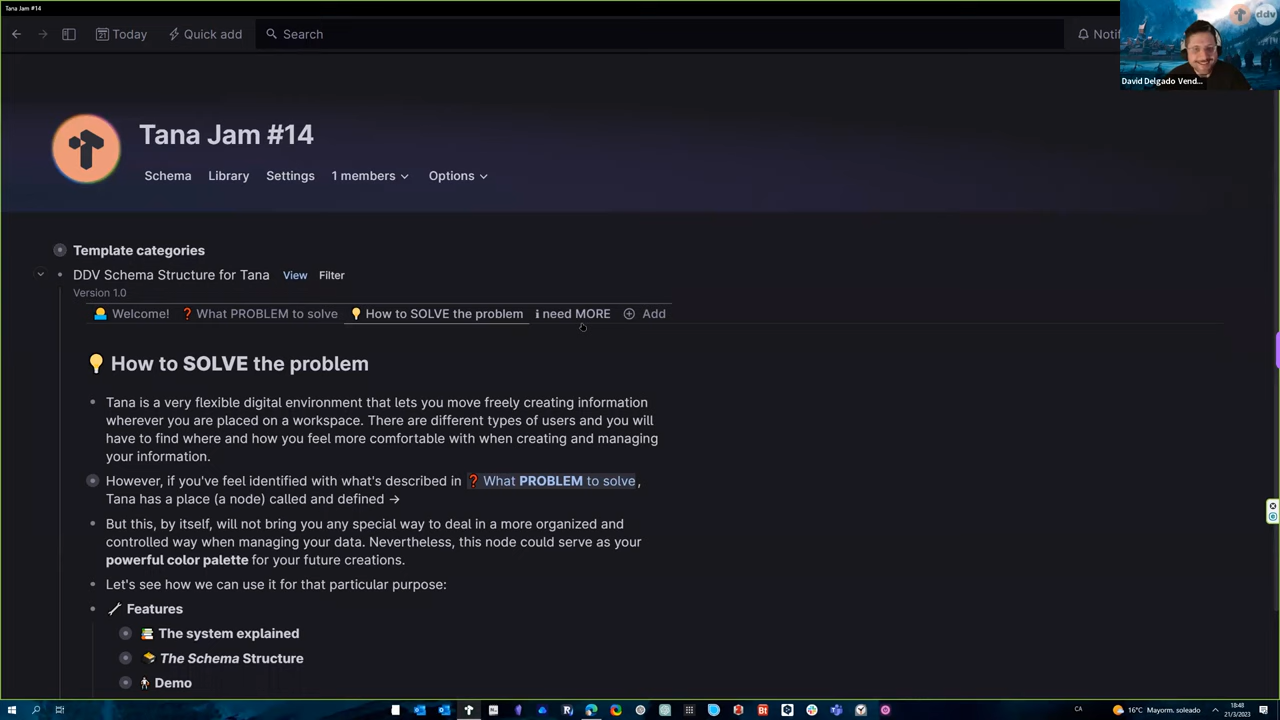 Tana Jam #14
Today
Quick add
Search
Notif
David Delgado Vend...
ddv
Tana Jam #14
Schema Library Settings 1 members Options
Template categories
DDV Schema Structure for Tana View Filter
Version 1.0
Welcome! ❓ What PROBLEM to solve 💡 How to SOLVE the problem ℹ need MORE Add
💡 How to SOLVE the problem
Tana is a very flexible digital environment that lets you move freely creating information
wherever you are placed on a workspace. There are different types of users and you will
have to find where and how you feel more comfortable with when creating and managing
your information.
However, if you've feel identified with what's described in ❓ What PROBLEM to solve,
Tana has a place (a node) called and defined →
But this, by itself, will not bring you any special way to deal in a more organized and
controlled way when managing your data. Nevertheless, this node could serve as your
powerful color palette for your future creations.
Let's see how we can use it for that particular purpose:
Features
The system explained
The Schema Structure
Demo
16°C Mayorm. soleado
CA
18:48
21/3/2023